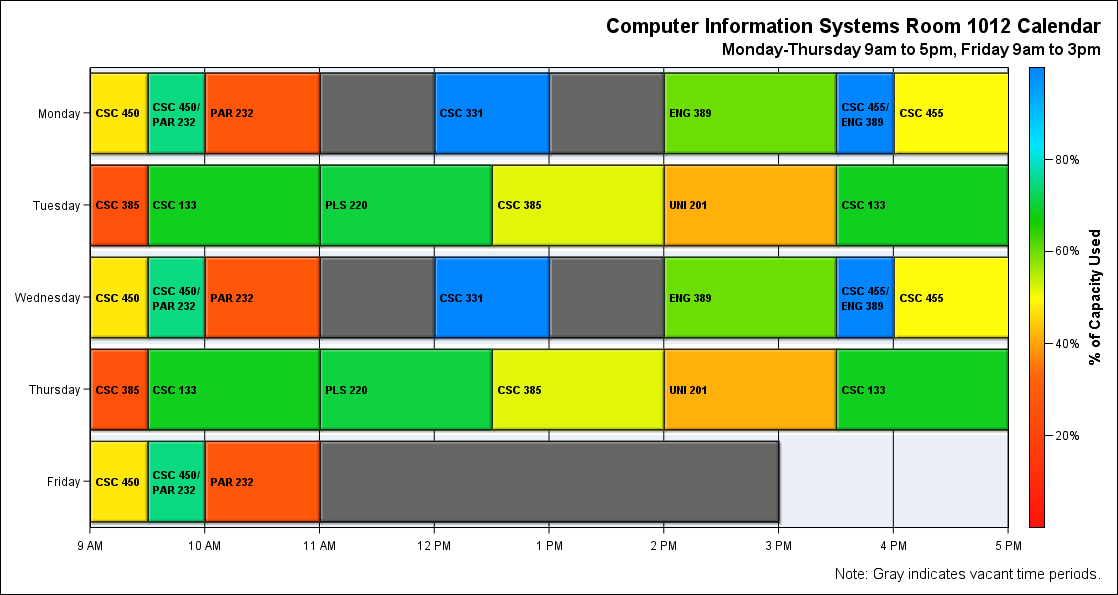 Computer Information Systems Room 1012 Calendar
Monday-Thursday 9am to 5pm, Friday 9am to 3pm
Monday
CSC 450
CSC 450/
PAR 232
PAR 232
CSC 331
ENG 389
CSC 455/
ENG 389
CSC 455
Tuesday
CSC 385
CSC 133
PLS 220
CSC 385
UNI 201
CSC 133
Wednesday
CSC 450
CSC 450/
PAR 232
PAR 232
CSC 331
ENG 389
CSC 455/
ENG 389
CSC 455
Thursday
CSC 385
CSC 133
PLS 220
CSC 385
UNI 201
CSC 133
Friday
CSC 450
CSC 450/
PAR 232
PAR 232
9 AM
10 AM
11 AM
12 PM
1 PM
2 PM
3 PM
4 PM
5 PM
80%
60%
40%
20%
% of Capacity Used
Note: Gray indicates vacant time periods.